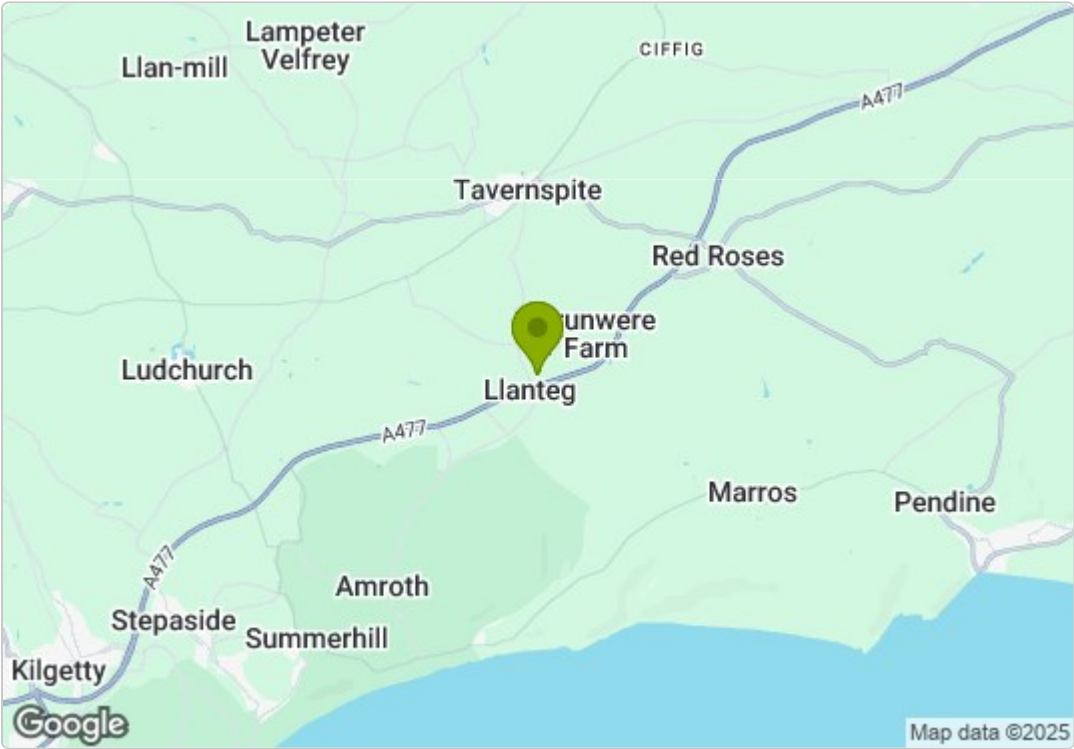 Lampeter
Velfrey
Llan-mill
CIFFIG
A477
Tavernspite
Red Roses
unwere
Farm
Ludchurch
Llanteg
A477
Marros
Pendine
A477
Amroth
Stepaside
Summerhill
Kilgetty
Google
Map data ©2025